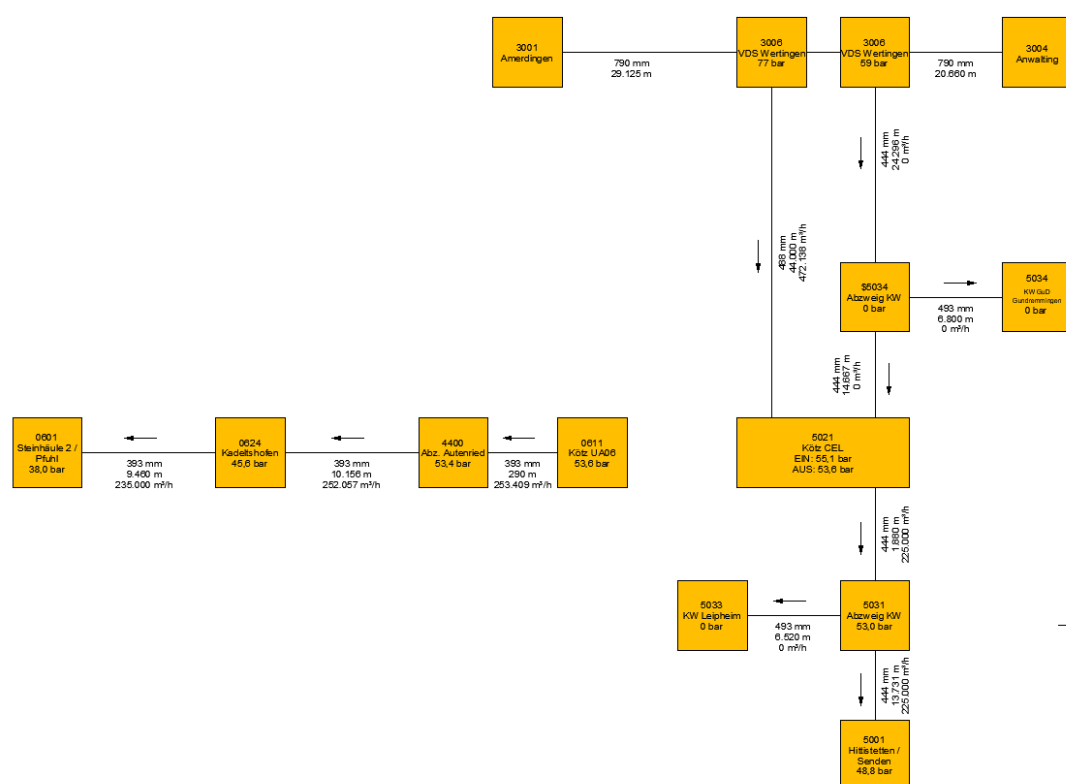 3001
Amerdingen
790 mm
29.125 m
3006
VDS Wertingen
77 bar
3006
VDS Wertingen
59 bar
790 mm
20.660 m
3004
Anwalting
444 mm
24.296 m
0 m³/h
488 mm
44.000 m
472.138 m³/h
S5034
Abzweig KW
0 bar
493 mm
6.800 m
0 m³/h
5034
KW GuD
Gundremmingen
0 bar
444 mm
14.667 m
0 m³/h
0601
Steinhäule 2 /
Pfuhl
38,0 bar
393 mm
9.460 m
235.000 m³/h
0624
Kadeltshofen
45,6 bar
393 mm
10.156 m
252.057 m³/h
4400
Abz. Autenried
53,4 bar
393 mm
290 m
253.409 m³/h
0611
Kötz UA06
53,6 bar
5021
Kötz CEL
EIN: 55,1 bar
AUS: 53,6 bar
444 mm
1.880 m
225.000 m³/h
5033
KW Leipheim
0 bar
493 mm
6.520 m
0 m³/h
5031
Abzweig KW
53,0 bar
444 mm
13.731 m
225.000 m³/h
5001
Hittistetten /
Senden
48,8 bar